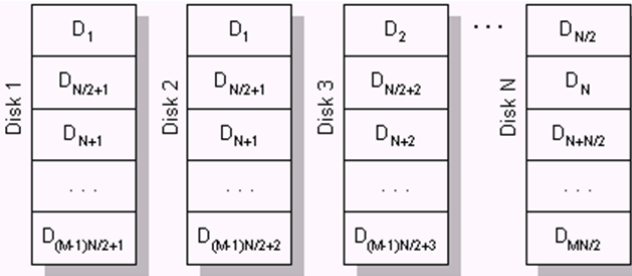 Disk 1 D1 Disk 2 D1 Disk 3 D2 · · · Disk N DN/2
DN/2+1 DN/2+1 DN/2+2 DN
DN+1 DN+1 DN+2 DN+N/2
. . . . . . . . . . . .
D(M-1)N/2+1 D(M-1)N/2+2 D(M-1)N/2+3 DMN/2